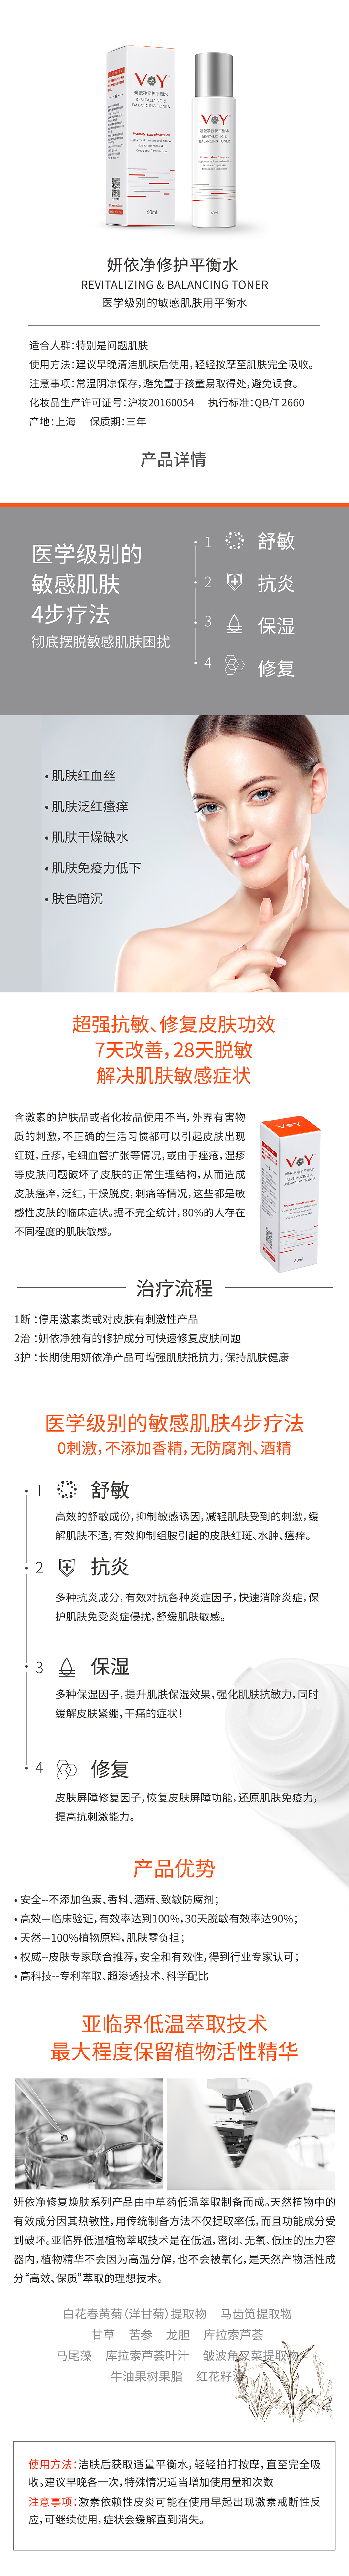 VOY
妍依净修护平衡水
REVITALIZING &
BALANCING TONER
60ml
VOY
妍依净修护平衡水
REVITALIZING &
BALANCING TONER
妍依净修护平衡水
REVITALIZING & BALANCING TONER
医学级别的敏感肌肤用平衡水
适合人群:特别是问题肌肤
使用方法:建议早晚清洁肌肤后使用,轻轻按摩至肌肤完全吸收。
注意事项:常温阴凉保存,避免置于孩童易取得处,避免误食。
化妆品生产许可证号:沪妆20160054 执行标准:QB/T 2660
产地:上海 保质期:三年
产品详情
医学级别的
敏感肌肤
4步疗法
彻底摆脱敏感肌肤困扰
1 舒敏
2 抗炎
3 保湿
4 修复
• 肌肤红血丝
• 肌肤泛红瘙痒
• 肌肤干燥缺水
• 肌肤免疫力低下
• 肤色暗沉
超强抗敏、修复皮肤功效
7天改善,28天脱敏
解决肌肤敏感症状
含激素的护肤品或者化妆品使用不当,外界有害物
质的刺激,不正确的生活习惯都可以引起皮肤出现
红斑,丘疹,毛细血管扩张等情况,或由于痤疮,湿疹
等皮肤问题破坏了皮肤的正常生理结构,从而造成
皮肤瘙痒,泛红,干燥脱皮,刺痛等情况,这些都是敏
感性皮肤的临床症状。据不完全统计,80%的人存在
不同程度的肌肤敏感。
VOY
妍依净修护平衡水
REVITALIZING &
BALANCING TONER
治疗流程
1断:停用激素类或对皮肤有刺激性产品
2治:妍依净独有的修护成分可快速修复皮肤问题
3护:长期使用妍依净产品可增强肌肤抵抗力,保持肌肤健康
医学级别的敏感肌肤4步疗法
0刺激,不添加香精,无防腐剂、酒精
1 舒敏
高效的舒敏成份,抑制敏感诱因,减轻肌肤受到的刺激,缓
解肌肤不适,有效抑制组胺引起的皮肤红斑、水肿、瘙痒。
2 抗炎
多种抗炎成分,有效对抗各种炎症因子,快速消除炎症,保
护肌肤免受炎症侵扰,舒缓肌肤敏感。
3 保湿
多种保湿因子,提升肌肤保湿效果,强化肌肤抗敏力,同时
缓解皮肤紧绷,干痛的症状!
4 修复
皮肤屏障修复因子,恢复皮肤屏障功能,还原肌肤免疫力,
提高抗刺激能力。
产品优势
• 安全--不添加色素、香料、酒精、致敏防腐剂;
• 高效—临床验证,有效率达到100%,30天脱敏有效率达90%;
• 天然—100%植物原料,肌肤零负担;
• 权威--皮肤专家联合推荐,安全和有效性,得到行业专家认可;
• 高科技--专利萃取、超渗透技术、科学配比
亚临界低温萃取技术
最大程度保留植物活性精华
妍依净修复焕肤系列产品由中草药低温萃取制备而成。天然植物中的
有效成分因其热敏性,用传统制备方法不仅提取率低,而且功能成分受
到破坏。亚临界低温植物萃取技术是在低温,密闭、无氧、低压的压力容
器内,植物精华不会因为高温分解,也不会被氧化,是天然产物活性成
分“高效、保质”萃取的理想技术。
白花春黄菊(洋甘菊)提取物 马齿笕提取物
甘草 苦参 龙胆 库拉索芦荟
马尾藻 库拉索芦荟叶汁 皱波角叉菜提取物
牛油果树果脂 红花籽油
使用方法:洁肤后获取适量平衡水,轻轻拍打按摩,直至完全吸
收。建议早晚各一次,特殊情况适当增加使用量和次数
注意事项:激素依赖性皮炎可能在使用早起出现激素戒断性反
应,可继续使用,症状会缓解直到消失。